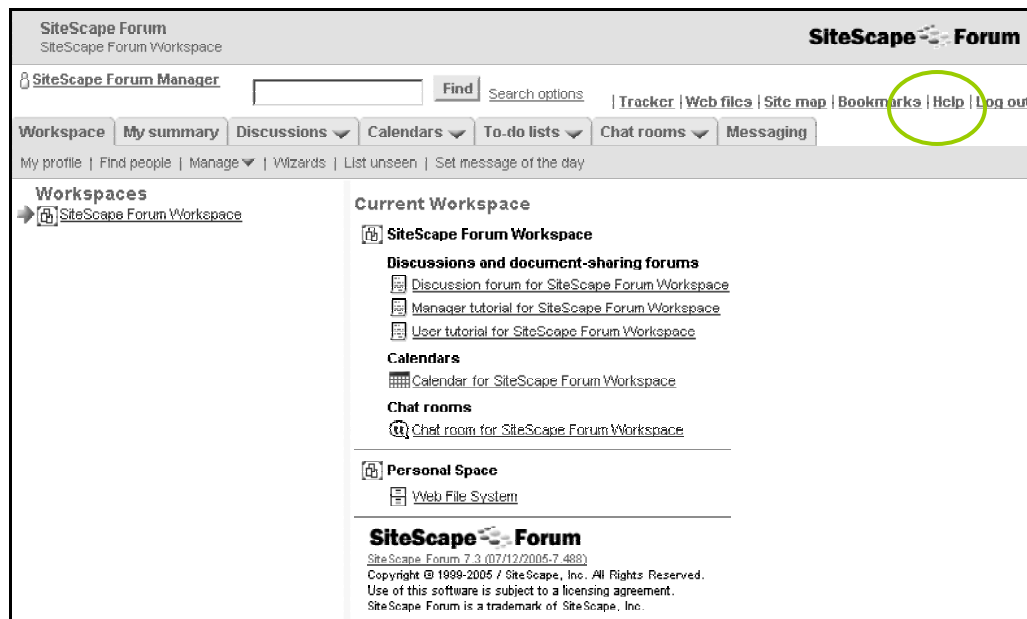 SiteScape Forum
SiteScape Forum Workspace
SiteScape Forum
SiteScape Forum Manager
Find
Search options
| Tracker | Web files | Site map | Bookmarks | Help | Log out
Workspace
My summary
Discussions
Calendars
To-do lists
Chat rooms
Messaging
My profile | Find people | Manage | Wizards | List unseen | Set message of the day
Workspaces
SiteScape Forum Workspace
Current Workspace
SiteScape Forum Workspace
Discussions and document-sharing forums
Discussion forum for SiteScape Forum Workspace
Manager tutorial for SiteScape Forum Workspace
User tutorial for SiteScape Forum Workspace
Calendars
Calendar for SiteScape Forum Workspace
Chat rooms
Chat room for SiteScape Forum Workspace
Personal Space
Web File System
SiteScape Forum
SiteScape Forum 7.3 (07/12/2005-7.488)
Copyright © 1999-2005 / SiteScape, Inc. All Rights Reserved.
Use of this software is subject to a licensing agreement.
SiteScape Forum is a trademark of SiteScape, Inc.